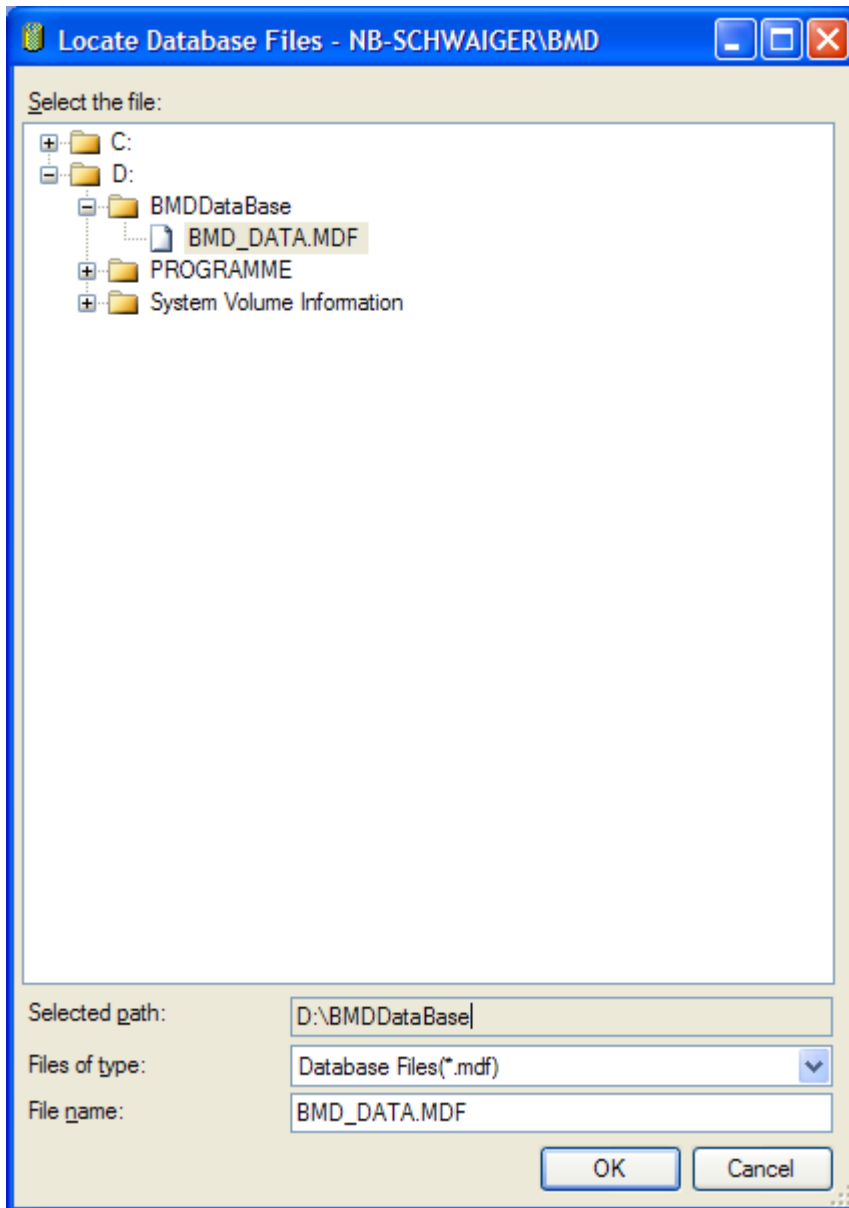 Locate Database Files - NB-SCHWAIGER\BMD
Select the file:
C:
D:
BMDDataBase
BMD_DATA.MDF
PROGRAMME
System Volume Information
Selected path: D:\BMDDataBase
Files of type: Database Files(*.mdf)
File name: BMD_DATA.MDF
OK Cancel